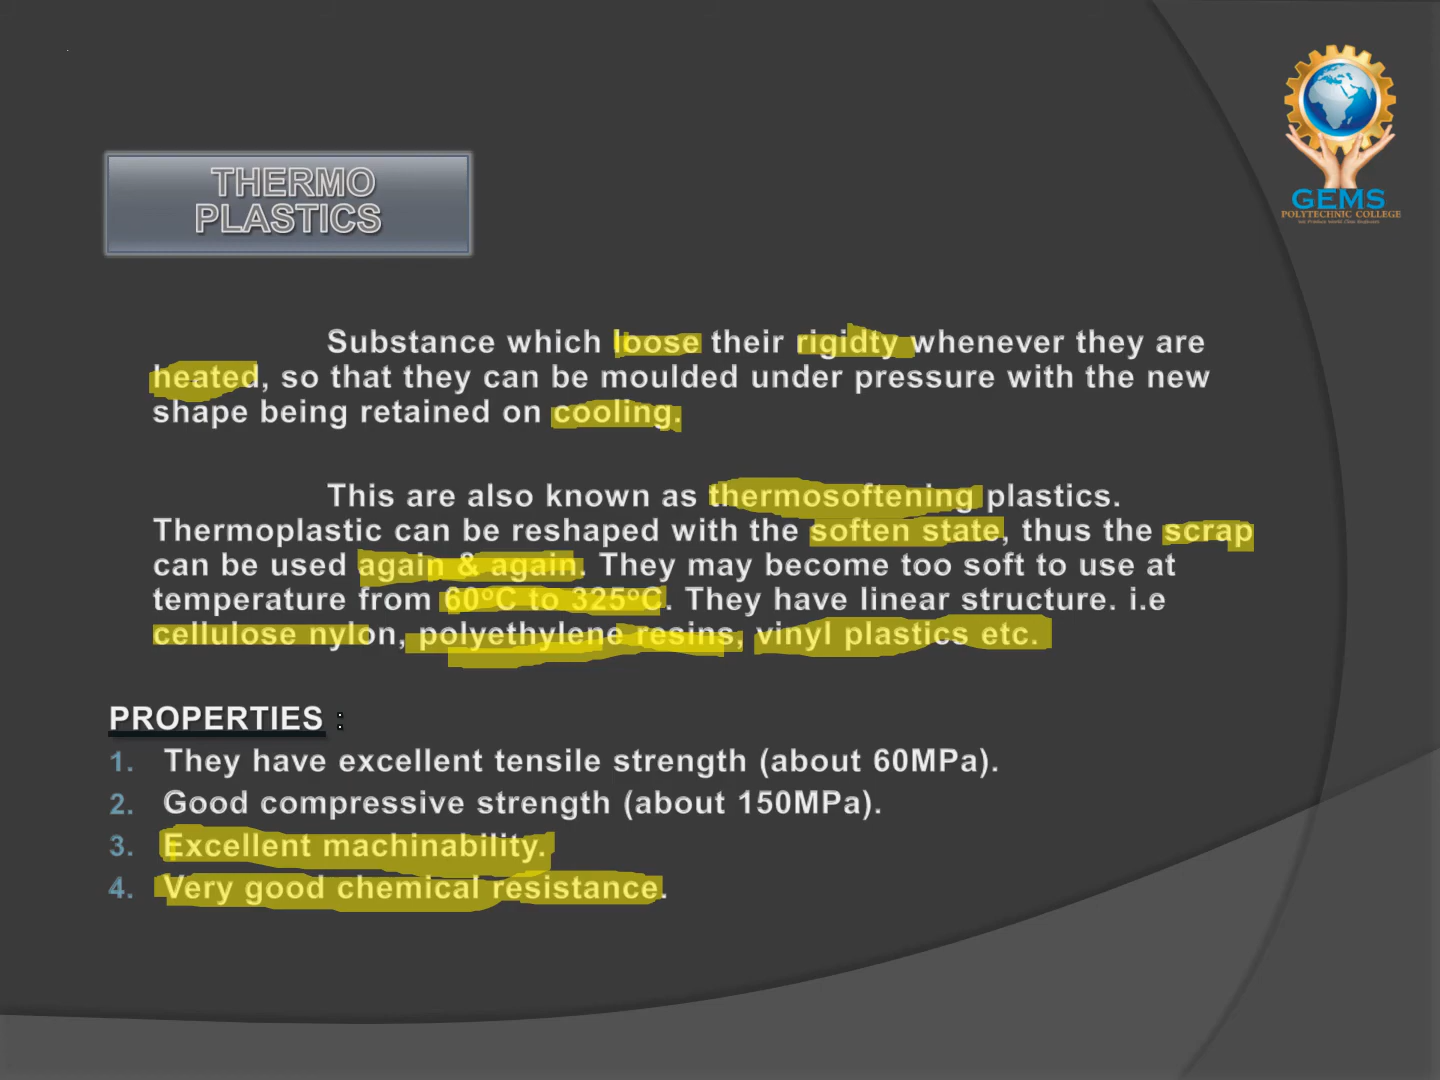 GEMS
POLYTECHNIC COLLEGE
THERMO
PLASTICS
Substance which loose their rigidty whenever they are
heated, so that they can be moulded under pressure with the new
shape being retained on cooling.
This are also known as thermosoftening plastics.
Thermoplastic can be reshaped with the soften state, thus the scrap
can be used again & again. They may become too soft to use at
temperature from 60°C to 325°C. They have linear structure. i.e
cellulose nylon, polyethylene resins, vinyl plastics etc.
PROPERTIES :
1. They have excellent tensile strength (about 60MPa).
2. Good compressive strength (about 150MPa).
3. Excellent machinability.
4. Very good chemical resistance.